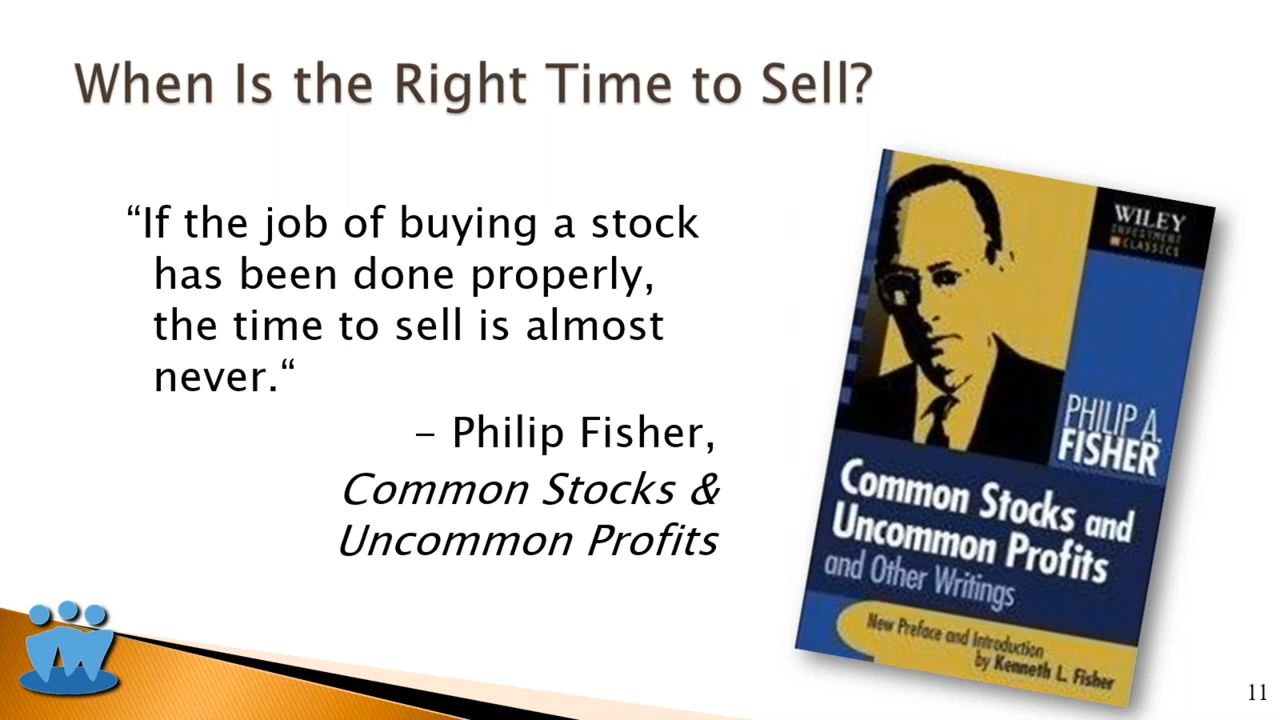 When Is the Right Time to Sell?
“If the job of buying a stock
has been done properly,
the time to sell is almost
never.“
– Philip Fisher,
Common Stocks &
Uncommon Profits
WILEY
INVESTMENT
CLASSICS
PHILIP A.
FISHER
Common Stocks and
Uncommon Profits
and Other Writings
New Preface and Introduction
by Kenneth L. Fisher
11